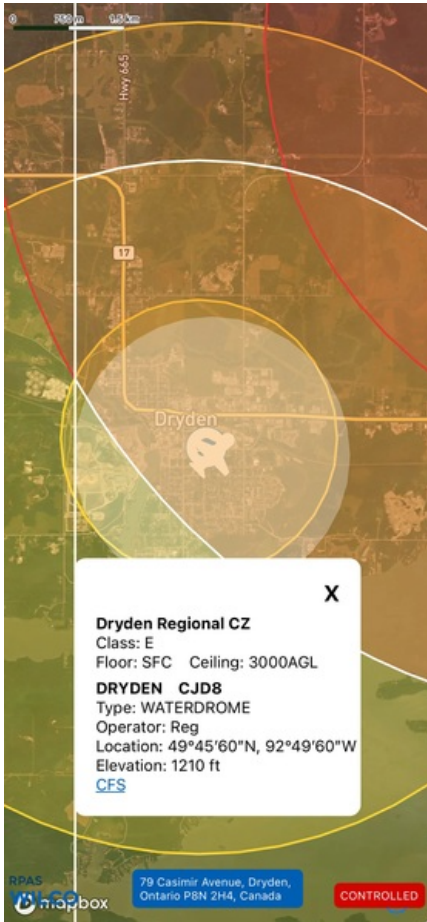 0 750 m 1.5 km
Hwy 665
17
Dryden
X
Dryden Regional CZ
Class: E
Floor: SFC Ceiling: 3000AGL
DRYDEN CJD8
Type: WATERDROME
Operator: Reg
Location: 49°45'60"N, 92°49'60"W
Elevation: 1210 ft
CFS
RPAS
WILCO
mapbox
79 Casimir Avenue, Dryden,
Ontario P8N 2H4, Canada
CONTROLLED